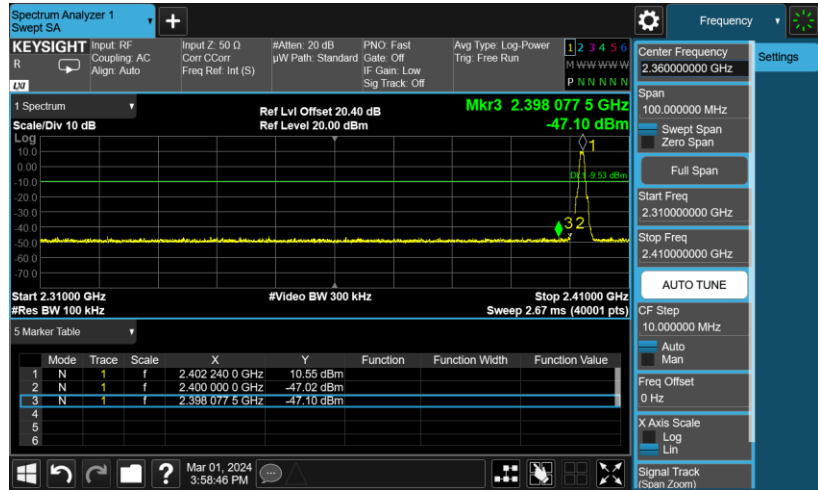 Spectrum Analyzer 1
Swept SA
+
Frequency
KEYSIGHT
R
LXI
Input: RF
Coupling: AC
Align: Auto
Input Z: 50 Ω
Corr CCorr
Freq Ref: Int (S)
#Atten: 20 dB
µW Path: Standard
PNO: Fast
Gate: Off
IF Gain: Low
Sig Track: Off
Avg Type: Log-Power
Trig: Free Run
1 2 3 4 5 6
M W W W W W
P N N N N N
Center Frequency
2.360000000 GHz
Settings
Span
100.000000 MHz
Swept Span
Zero Span
Full Span
Start Freq
2.310000000 GHz
Stop Freq
2.410000000 GHz
AUTO TUNE
CF Step
10.000000 MHz
Auto
Man
Freq Offset
0 Hz
X Axis Scale
Log
Lin
Signal Track
(Span Zoom)
1 Spectrum
Scale/Div 10 dB
Ref Lvl Offset 20.40 dB
Ref Level 20.00 dBm
Mkr3 2.398 077 5 GHz
-47.10 dBm
Log
10.0
0.00
-10.0
-20.0
-30.0
-40.0
-50.0
-60.0
-70.0
1
DL1 -9.53 dBm
3 2
Start 2.31000 GHz
#Res BW 100 kHz
#Video BW 300 kHz
Stop 2.41000 GHz
Sweep 2.67 ms (40001 pts)
5 Marker Table
Mode Trace Scale X Y Function Function Width Function Value
1 N 1 f 2.402 240 0 GHz 10.55 dBm
2 N 1 f 2.400 000 0 GHz -47.02 dBm
3 N 1 f 2.398 077 5 GHz -47.10 dBm
4
5
6
?
Mar 01, 2024
3:58:46 PM